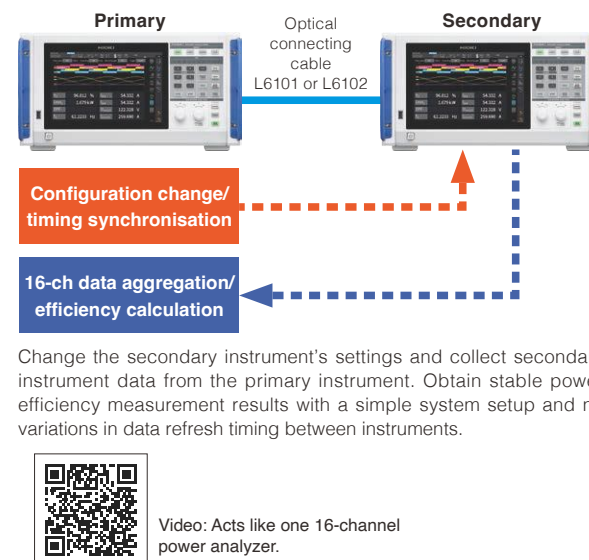 Primary
Optical
connecting
cable
L6101 or L6102
Secondary
Configuration change/
timing synchronisation
16-ch data aggregation/
efficiency calculation
Change the secondary instrument's settings and collect seconda
instrument data from the primary instrument. Obtain stable powe
efficiency measurement results with a simple system setup and n
variations in data refresh timing between instruments.
Video: Acts like one 16-channel
power analyzer.